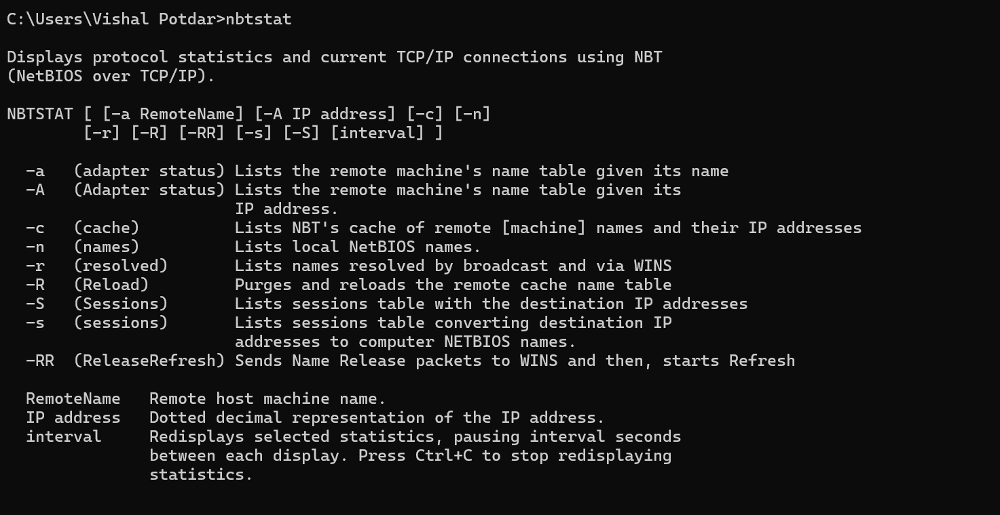 C:\Users\Vishal Potdar>nbtstat

Displays protocol statistics and current TCP/IP connections using NBT
(NetBIOS over TCP/IP).

NBTSTAT [ [-a RemoteName] [-A IP address] [-c] [-n]
        [-r] [-R] [-RR] [-s] [-S] [interval] ]

  -a   (adapter status) Lists the remote machine's name table given its name
  -A   (Adapter status) Lists the remote machine's name table given its
                        IP address.
  -c   (cache)          Lists NBT's cache of remote [machine] names and their IP addresses
  -n   (names)          Lists local NetBIOS names.
  -r   (resolved)       Lists names resolved by broadcast and via WINS
  -R   (Reload)         Purges and reloads the remote cache name table
  -S   (Sessions)       Lists sessions table with the destination IP addresses
  -s   (sessions)       Lists sessions table converting destination IP
                        addresses to computer NETBIOS names.
  -RR  (ReleaseRefresh) Sends Name Release packets to WINS and then, starts Refresh

  RemoteName   Remote host machine name.
  IP address   Dotted decimal representation of the IP address.
  interval     Redisplays selected statistics, pausing interval seconds
               between each display. Press Ctrl+C to stop redisplaying
               statistics.